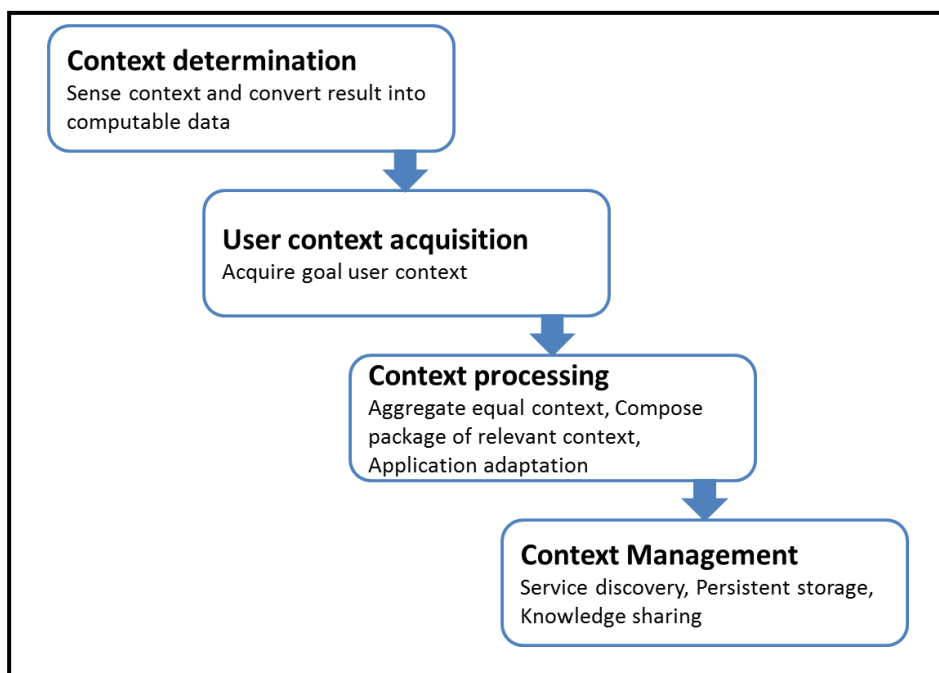 Context determination
Sense context and convert result into
computable data
User context acquisition
Acquire goal user context
Context processing
Aggregate equal context, Compose
package of relevant context,
Application adaptation
Context Management
Service discovery, Persistent storage,
Knowledge sharing